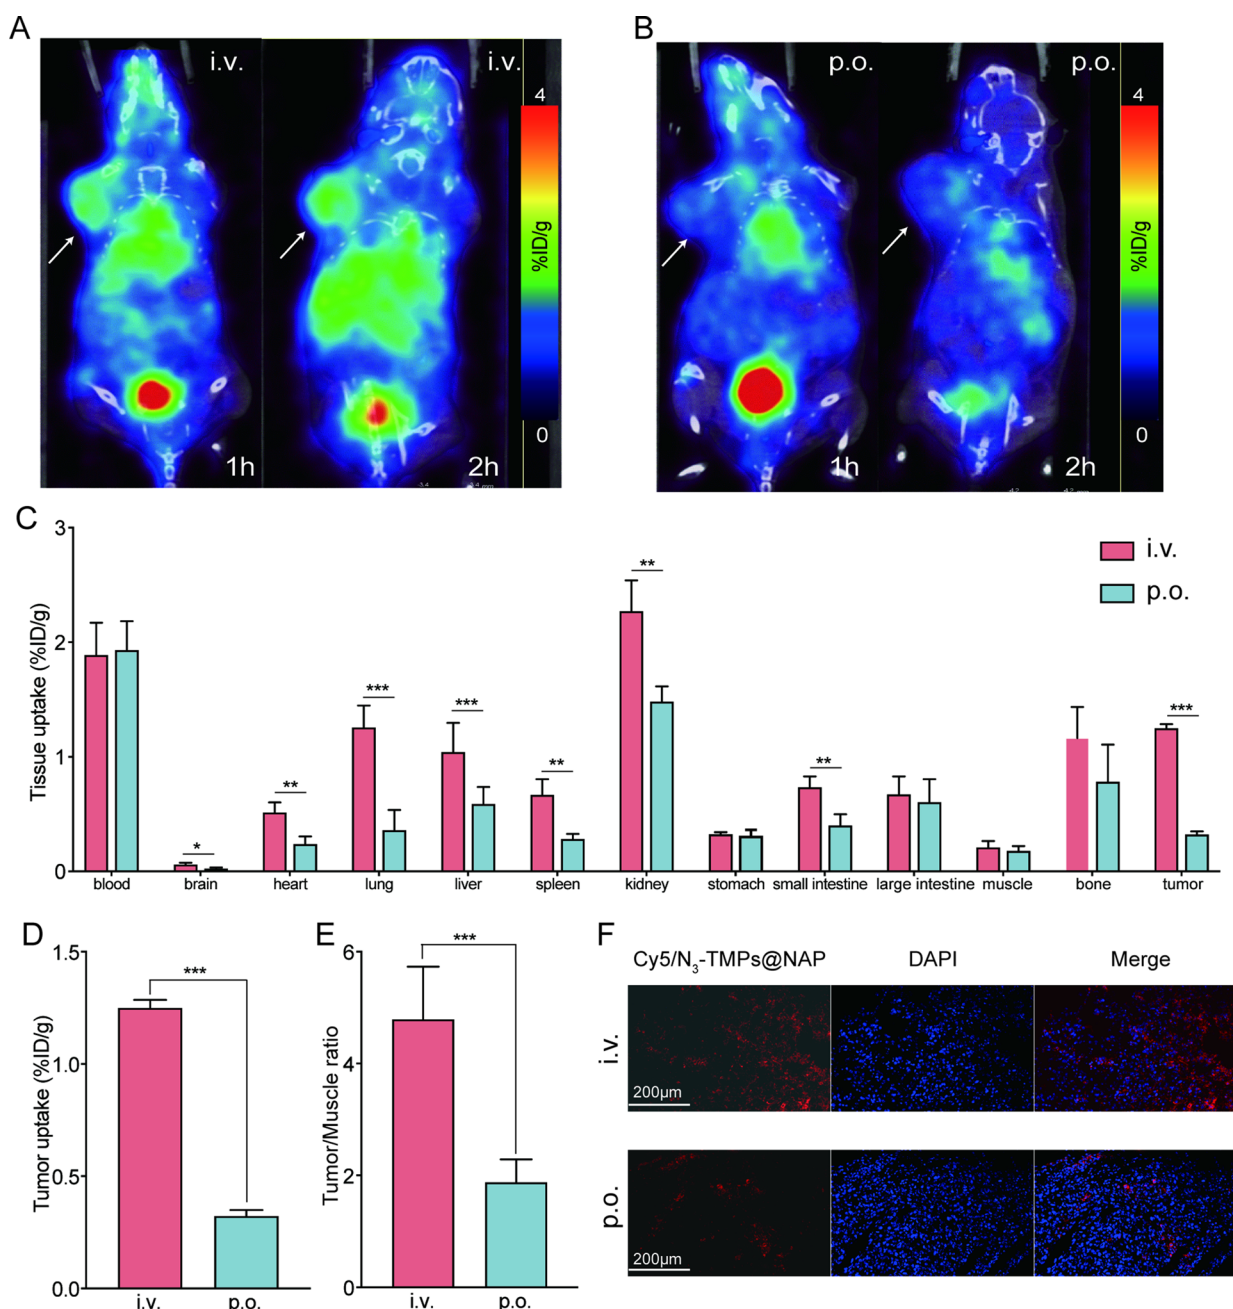 A
B
i.v.
i.v.
p.o.
p.o.
4
4
%ID/g
%ID/g
0
0
1h
2h
1h
2h
C
3
2
1
0
Tissue uptake (%ID/g)
i.v.
p.o.
*
**
***
***
**
**
**
***
blood brain heart lung liver spleen kidney stomach small intestine large intestine muscle bone tumor
D
1.5
1.0
0.5
0.0
Tumor uptake (%ID/g)
***
i.v. p.o.
E
6
4
2
0
Tumor/Muscle ratio
***
i.v. p.o.
F
Cy5/N₃-TMPs@NAP DAPI Merge
i.v.
200μm
p.o.
200μm